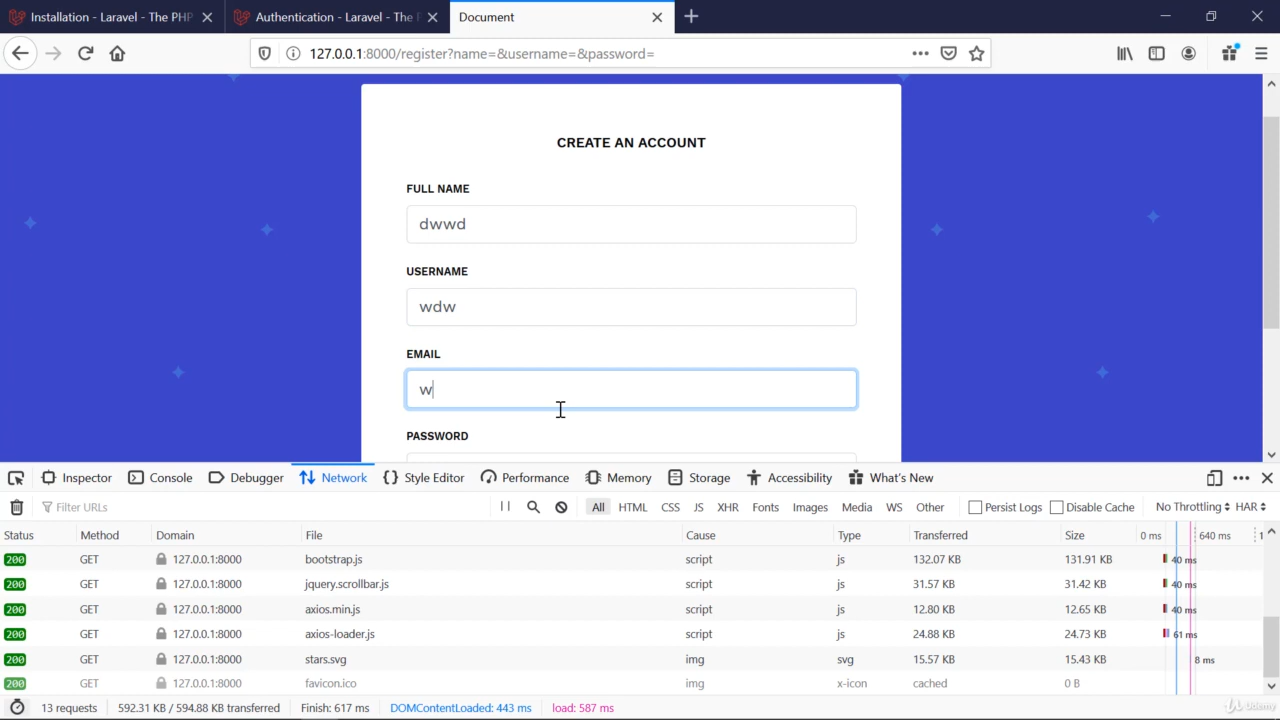 Installation - Laravel - The PHP
Authentication - Laravel - The P
Document
127.0.0.1:8000/register?name=&username=&password=
CREATE AN ACCOUNT
FULL NAME
dwwd
USERNAME
wdw
EMAIL
w
PASSWORD
Inspector Console Debugger Network Style Editor Performance Memory Storage Accessibility What's New
Filter URLs All HTML CSS JS XHR Fonts Images Media WS Other Persist Logs Disable Cache No Throttling HAR
Status Method Domain File Cause Type Transferred Size 0 ms 640 ms 1
200 GET 127.0.0.1:8000 bootstrap.js script js 132.07 KB 131.91 KB 40 ms
200 GET 127.0.0.1:8000 jquery.scrollbar.js script js 31.57 KB 31.42 KB 40 ms
200 GET 127.0.0.1:8000 axios.min.js script js 12.80 KB 12.65 KB 40 ms
200 GET 127.0.0.1:8000 axios-loader.js script js 24.88 KB 24.73 KB 61 ms
200 GET 127.0.0.1:8000 stars.svg img svg 15.57 KB 15.43 KB 8 ms
200 GET 127.0.0.1:8000 favicon.ico img x-icon cached 0 B
13 requests 592.31 KB / 594.88 KB transferred Finish: 617 ms DOMContentLoaded: 443 ms load: 587 ms
Udemy